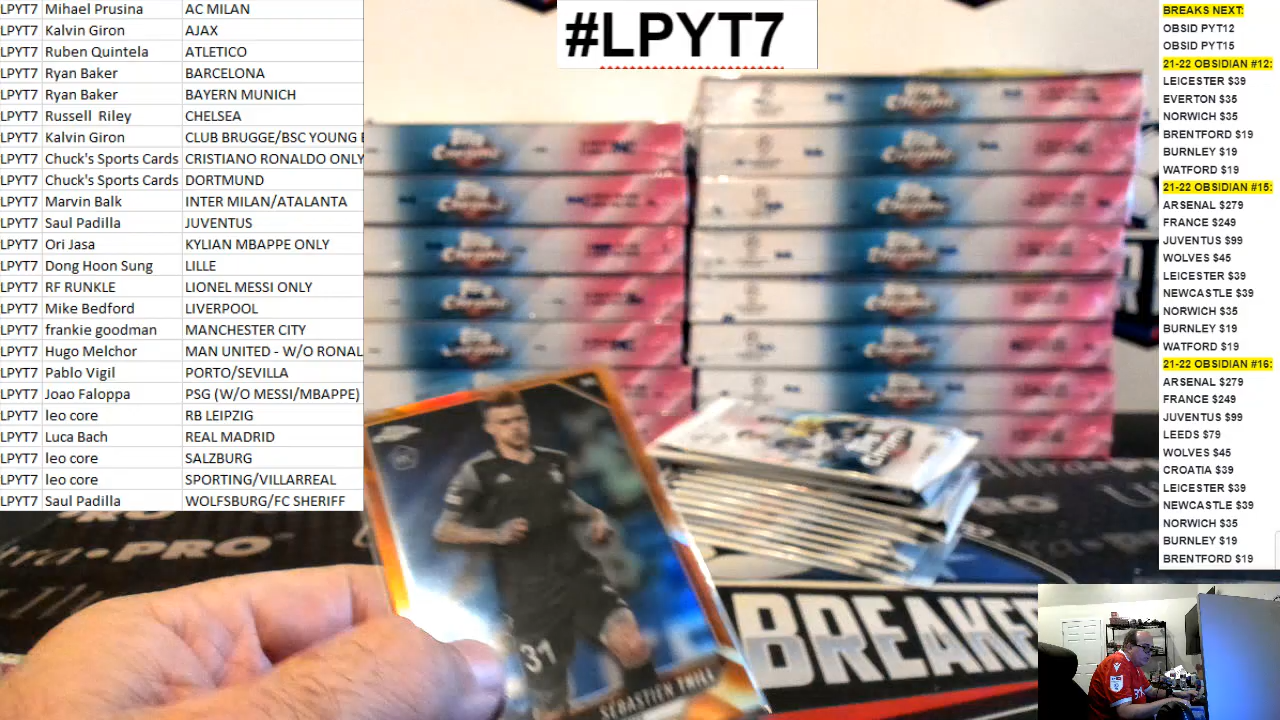 #LPYT7
LPYT7 Mihael Prusina AC MILAN
LPYT7 Kalvin Giron AJAX
LPYT7 Ruben Quintela ATLETICO
LPYT7 Ryan Baker BARCELONA
LPYT7 Ryan Baker BAYERN MUNICH
LPYT7 Russell Riley CHELSEA
LPYT7 Kalvin Giron CLUB BRUGGE/BSC YOUNG
LPYT7 Chuck's Sports Cards CRISTIANO RONALDO ONLY
LPYT7 Chuck's Sports Cards DORTMUND
LPYT7 Marvin Balk INTER MILAN/ATALANTA
LPYT7 Saul Padilla JUVENTUS
LPYT7 Ori Jasa KYLIAN MBAPPE ONLY
LPYT7 Dong Hoon Sung LILLE
LPYT7 RF RUNKLE LIONEL MESSI ONLY
LPYT7 Mike Bedford LIVERPOOL
LPYT7 frankie goodman MANCHESTER CITY
LPYT7 Hugo Melchor MAN UNITED - W/O RONAL
LPYT7 Pablo Vigil PORTO/SEVILLA
LPYT7 Joao Faloppa PSG (W/O MESSI/MBAPPE)
LPYT7 leo core RB LEIPZIG
LPYT7 Luca Bach REAL MADRID
LPYT7 leo core SALZBURG
LPYT7 leo core SPORTING/VILLARREAL
LPYT7 Saul Padilla WOLFSBURG/FC SHERIFF
BREAKS NEXT:
OBSID PYT12
OBSID PYT15
21-22 OBSIDIAN #12:
LEICESTER $39
EVERTON $35
NORWICH $35
BRENTFORD $19
BURNLEY $19
WATFORD $19
21-22 OBSIDIAN #15:
ARSENAL $279
FRANCE $249
JUVENTUS $99
WOLVES $45
LEICESTER $39
NEWCASTLE $39
NORWICH $35
BURNLEY $19
WATFORD $19
21-22 OBSIDIAN #16:
ARSENAL $279
FRANCE $249
JUVENTUS $99
LEEDS $79
WOLVES $45
CROATIA $39
LEICESTER $39
NEWCASTLE $39
NORWICH $35
BURNLEY $19
BRENTFORD $19
31
SÉBASTIEN THILL
BREAKE
PRO